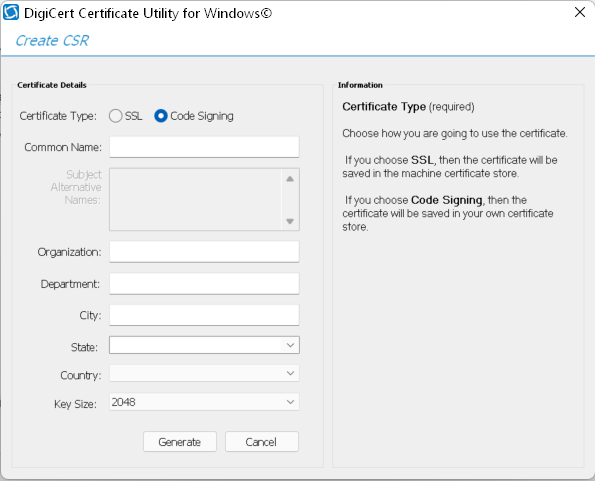 DigiCert Certificate Utility for Windows©
Create CSR
Certificate Details
Certificate Type: SSL Code Signing
Common Name:
Subject
Alternative
Names:
Organization:
Department:
City:
State:
Country:
Key Size: 2048
Generate Cancel
Information
Certificate Type (required)
Choose how you are going to use the certificate.
If you choose SSL, then the certificate will be
saved in the machine certificate store.
If you choose Code Signing, then the
certificate will be saved in your own certificate
store.